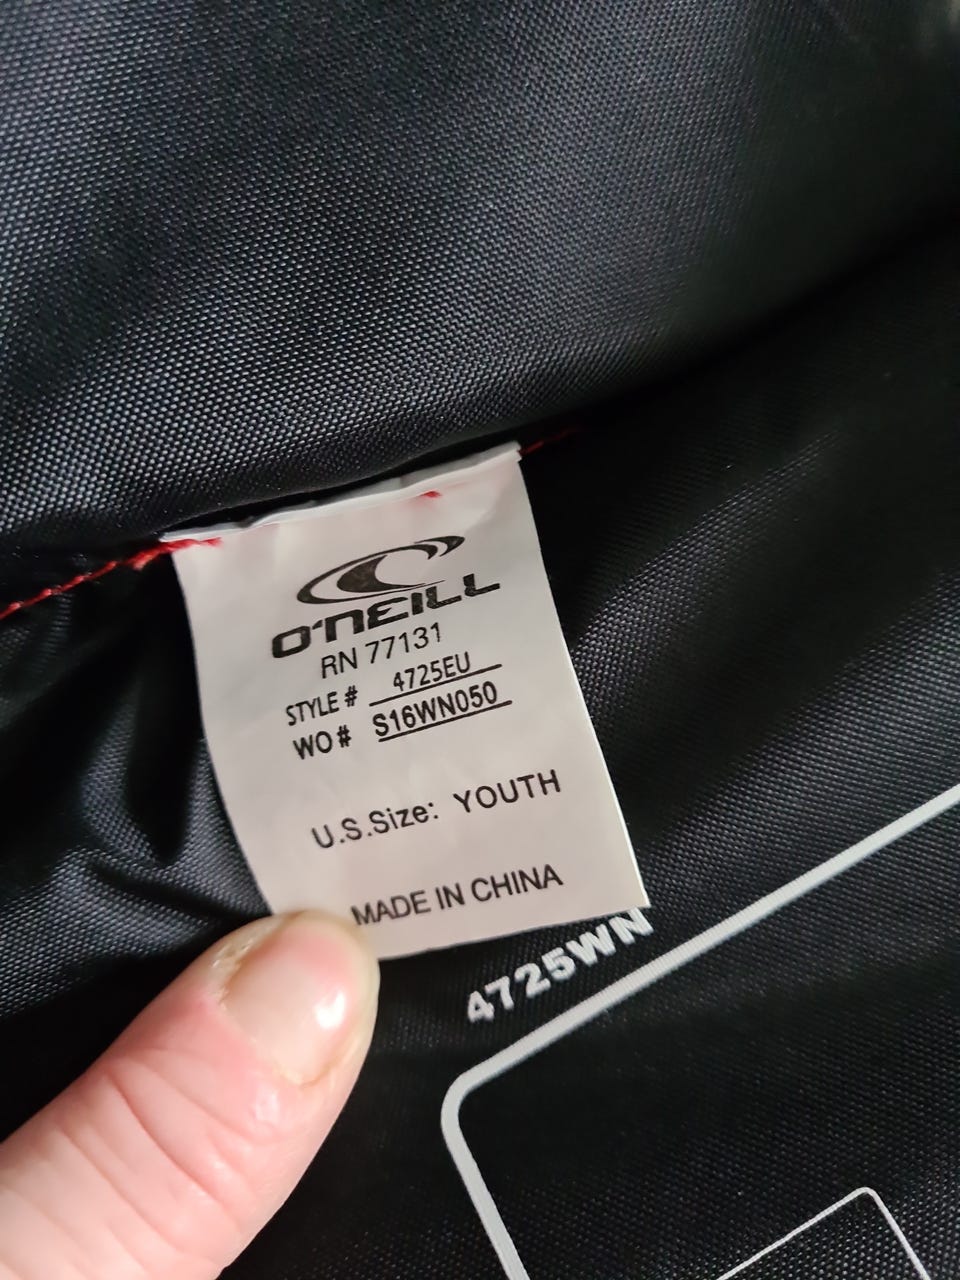 O'NEILL
RN 77131
STYLE # 4725EU
WO # S16WN050
U.S.Size: YOUTH
MADE IN CHINA
4725WN